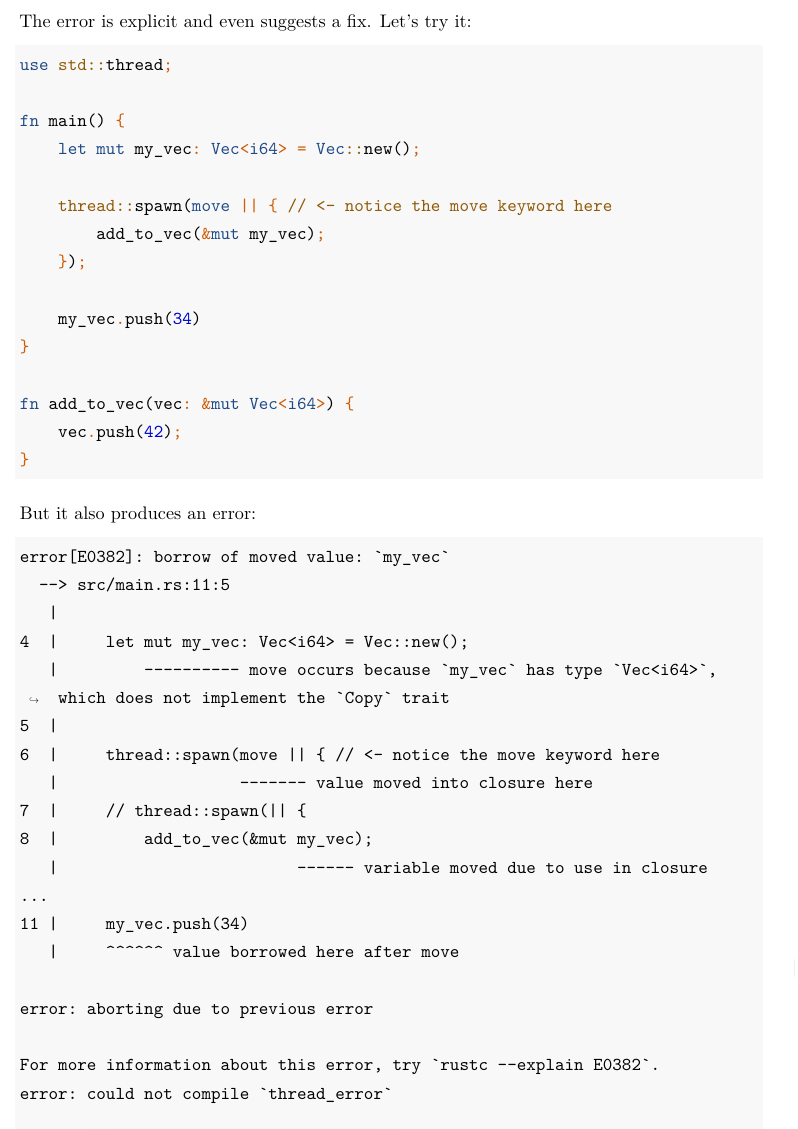 The error is explicit and even suggests a fix. Let's try it:
use std::thread;
fn main() {
    let mut my_vec: Vec<i64> = Vec::new();
    thread::spawn(move || { // <- notice the move keyword here
        add_to_vec(&mut my_vec);
    });
    my_vec.push(34)
}
fn add_to_vec(vec: &mut Vec<i64>) {
    vec.push(42);
}
But it also produces an error:
error[E0382]: borrow of moved value: `my_vec`
  --> src/main.rs:11:5
   |
4  |     let mut my_vec: Vec<i64> = Vec::new();
   |         ---------- move occurs because `my_vec` has type `Vec<i64>`,
 ↪  which does not implement the `Copy` trait
5  |
6  |     thread::spawn(move || { // <- notice the move keyword here
   |                   ------- value moved into closure here
7  |     // thread::spawn(|| {
8  |         add_to_vec(&mut my_vec);
   |                         ------ variable moved due to use in closure
...
11 |     my_vec.push(34)
   |     ^^^^^^ value borrowed here after move
error: aborting due to previous error
For more information about this error, try `rustc --explain E0382`.
error: could not compile `thread_error`